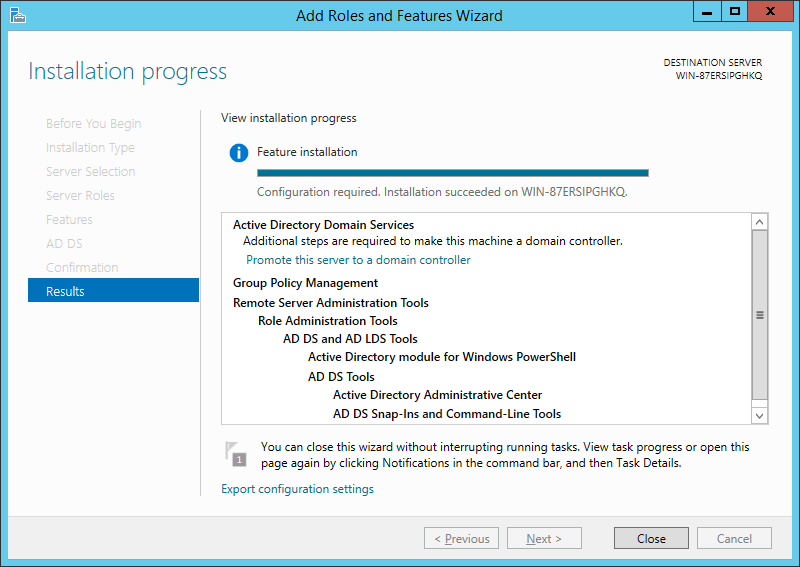 Add Roles and Features Wizard
Installation progress
DESTINATION SERVER
WIN-87ERSIPGHKQ
Before You Begin
Installation Type
Server Selection
Server Roles
Features
AD DS
Confirmation
Results
View installation progress
Feature installation
Configuration required. Installation succeeded on WIN-87ERSIPGHKQ.
Active Directory Domain Services
Additional steps are required to make this machine a domain controller.
Promote this server to a domain controller
Group Policy Management
Remote Server Administration Tools
Role Administration Tools
AD DS and AD LDS Tools
Active Directory module for Windows PowerShell
AD DS Tools
Active Directory Administrative Center
AD DS Snap-Ins and Command-Line Tools
1
You can close this wizard without interrupting running tasks. View task progress or open this
page again by clicking Notifications in the command bar, and then Task Details.
Export configuration settings
< Previous
Next >
Close
Cancel